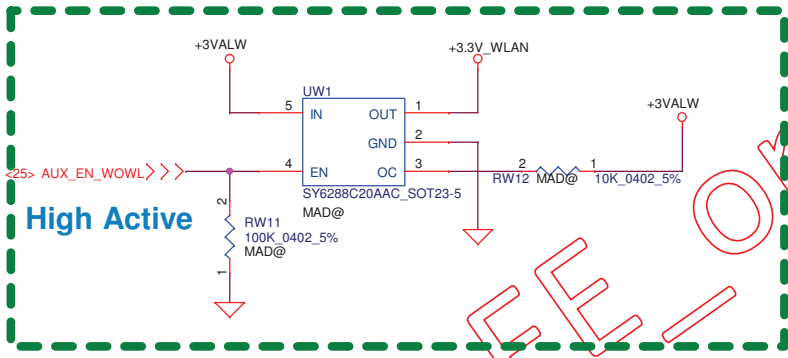 +3VALW
+3.3V_WLAN
+3VALW
UW1
5 IN OUT 1
GND 2
<25> AUX_EN_WOWL 4 EN OC 3
2 1
RW12 MAD@ 10K_0402_5%
SY6288C20AAC_SOT23-5
MAD@
High Active
2
RW11
100K_0402_5%
MAD@
1
EE_Or